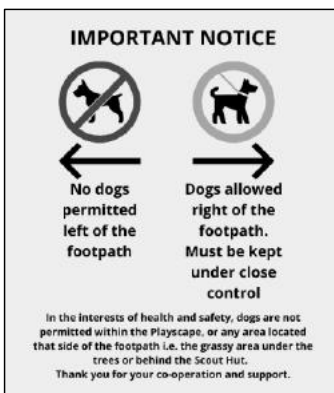 IMPORTANT NOTICE
No dogs
permitted
left of the
footpath
Dogs allowed
right of the
footpath.
Must be kept
under close
control
In the interests of health and safety, dogs are not
permitted within the Playscape, or any area located
that side of the footpath i.e. the grassy area under the
trees or behind the Scout Hut.
Thank you for your co-operation and support.